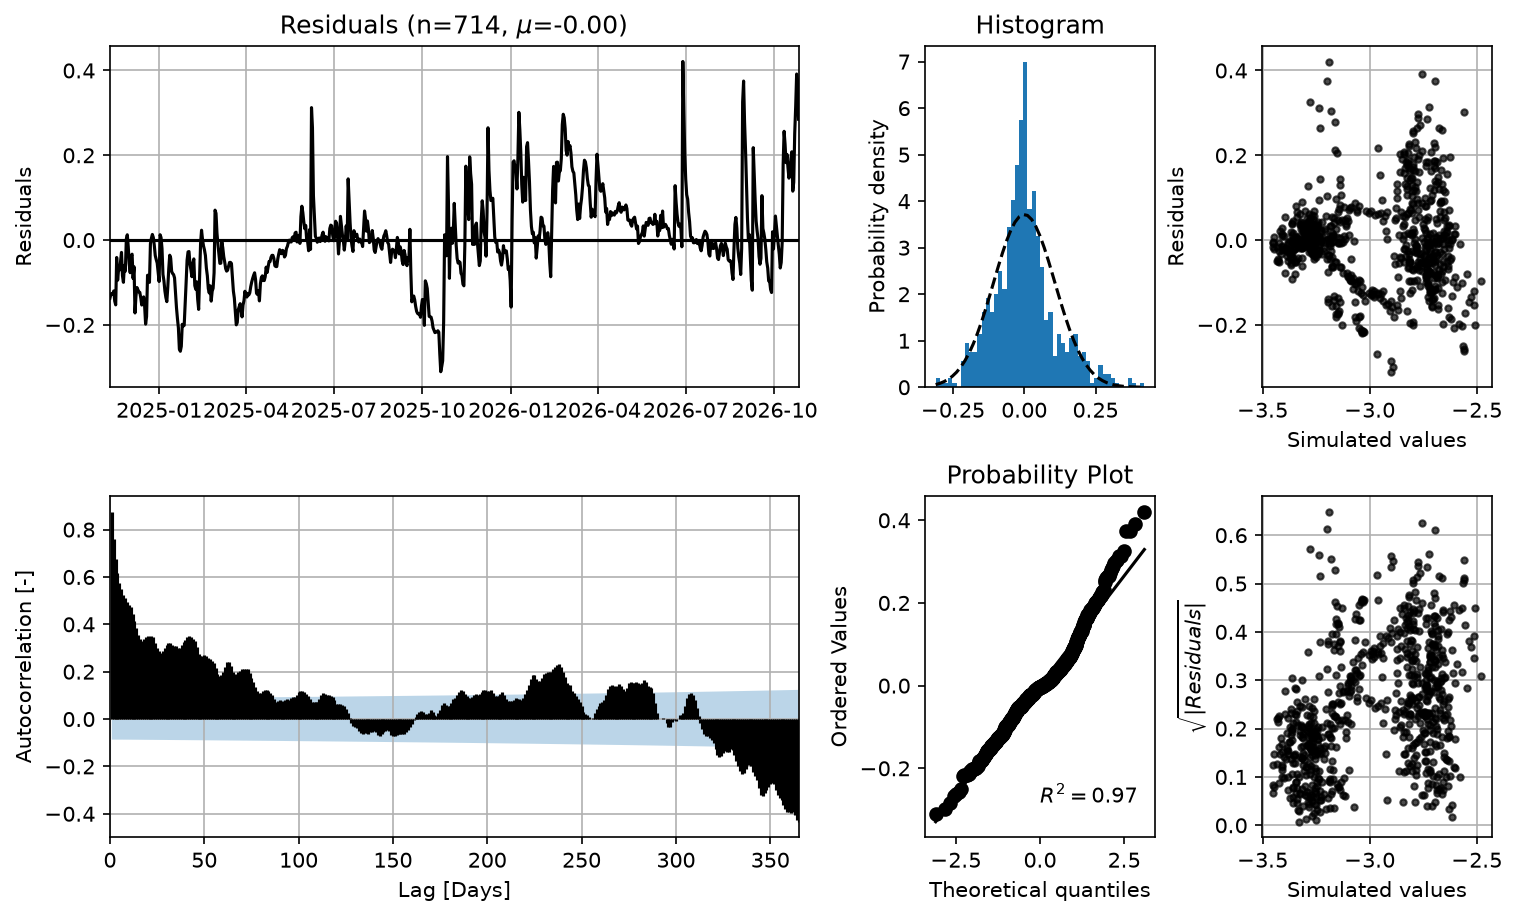 Residuals (n=714, μ=-0.00)
Residuals
0.4
0.2
0.0
−0.2
2025-01 2025-04 2025-07 2025-10 2026-01 2026-04 2026-07 2026-10
Histogram
Probability density
7
6
5
4
3
2
1
0
−0.25 0.00 0.25
Residuals
0.4
0.2
0.0
−0.2
−3.5 −3.0 −2.5
Simulated values
Autocorrelation [-]
0.8
0.6
0.4
0.2
0.0
−0.2
−0.4
0 50 100 150 200 250 300 350
Lag [Days]
Probability Plot
Ordered Values
0.4
0.2
0.0
−0.2
R² = 0.97
−2.5 0.0 2.5
Theoretical quantiles
√|Residuals|
0.6
0.5
0.4
0.3
0.2
0.1
0.0
−3.5 −3.0 −2.5
Simulated values